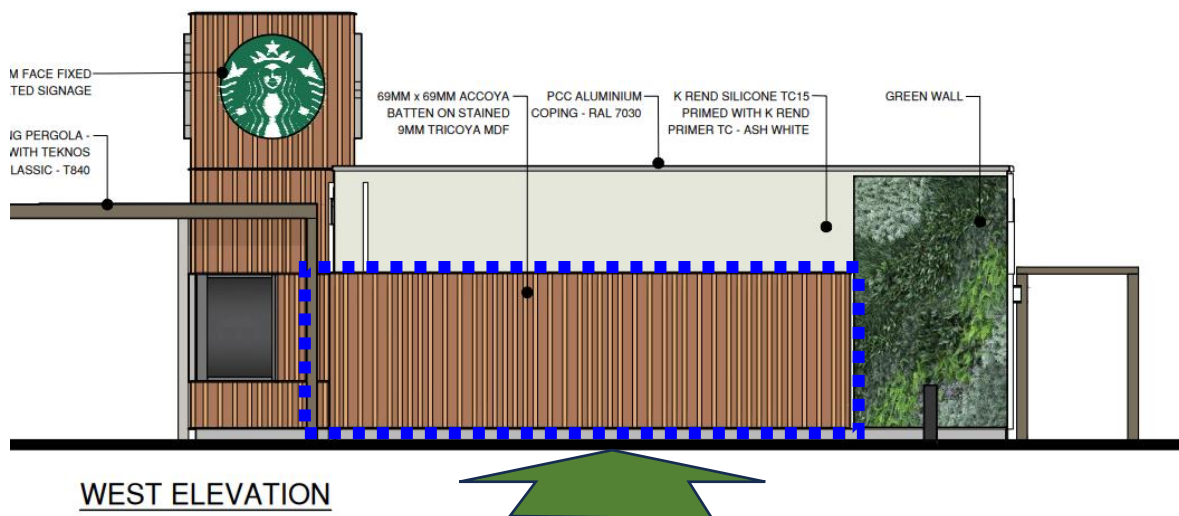 M FACE FIXED
TED SIGNAGE
NG PERGOLA -
WITH TEKNOS
LASSIC - T840
69MM x 69MM ACCOYA
BATTEN ON STAINED
9MM TRICOYA MDF
PCC ALUMINIUM
COPING - RAL 7030
K REND SILICONE TC15
PRIMED WITH K REND
PRIMER TC - ASH WHITE
GREEN WALL
WEST ELEVATION